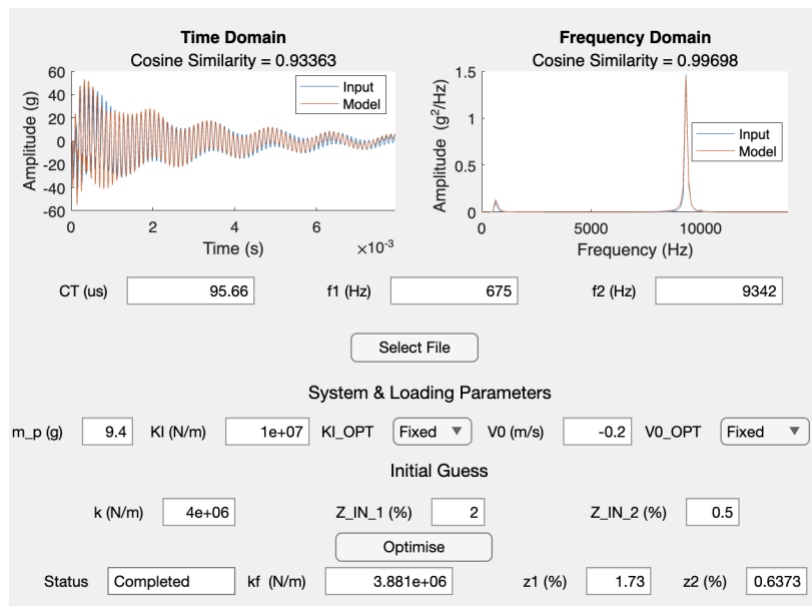 Time Domain
Cosine Similarity = 0.93363
60
40
20
0
-20
-40
-60
Amplitude (g)
Input
Model
0 2 4 6
Time (s) ×10⁻³
Frequency Domain
Cosine Similarity = 0.99698
1.5
1
0.5
0
Amplitude (g²/Hz)
Input
Model
0 5000 10000
Frequency (Hz)
CT (us) 95.66 f1 (Hz) 675 f2 (Hz) 9342
Select File
System & Loading Parameters
m_p (g) 9.4 KI (N/m) 1e+07 KI_OPT Fixed V0 (m/s) -0.2 V0_OPT Fixed
Initial Guess
k (N/m) 4e+06 Z_IN_1 (%) 2 Z_IN_2 (%) 0.5
Optimise
Status Completed kf (N/m) 3.881e+06 z1 (%) 1.73 z2 (%) 0.6373